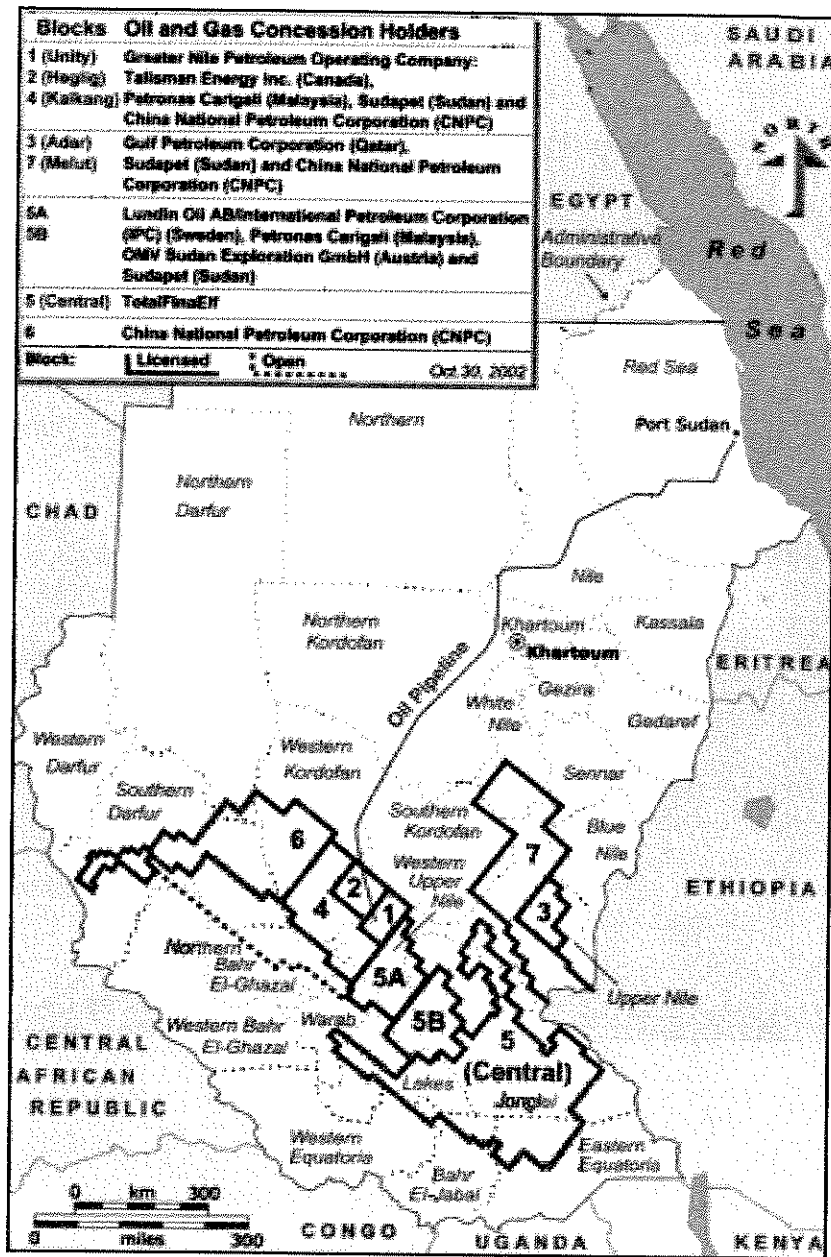 Blocks Oil and Gas Concession Holders
1 (Unity) Greater Nile Petroleum Operating Company:
2 (Heglig) Talisman Energy Inc. (Canada),
4 (Kaikang) Petronas Carigali (Malaysia), Sudapet (Sudan) and
China National Petroleum Corporation (CNPC)
3 (Adar) Gulf Petroleum Corporation (Qatar),
7 (Melut) Sudapet (Sudan) and China National Petroleum
Corporation (CNPC)
5A Lundin Oil AB/International Petroleum Corporation
5B (IPC) (Sweden), Petronas Carigali (Malaysia),
OMV Sudan Exploration GmbH (Austria) and
Sudapet (Sudan)
5 (Central) TotalFinaElf
6 China National Petroleum Corporation (CNPC)
Block: Licensed Open Oct 30, 2002
SAUDI
ARABIA
EGYPT
Administrative
Boundary
Red
Sea
Red Sea
Port Sudan
Northern
Northern
Darfur
CHAD
Nile
Northern
Kordofan
Khartoum
Khartoum
Kassala
ERITREA
Oil Pipeline
Gezira
White
Nile
Gedaref
Western
Darfur
Western
Kordofan
Sennar
Southern
Darfur
Southern
Kordofan
Blue
Nile
6
7
Western
Upper
Nile
2
1
4
3
ETHIOPIA
Northern
Bahr
El-Ghazal
5A
Upper Nile
Western Bahr
El-Ghazal
Warab
5B
5
(Central)
Jonglei
CENTRAL
AFRICAN
REPUBLIC
Lakes
Western
Equatoria
Bahr
El-Jabal
Eastern
Equatoria
0 km 300
0 miles 300
CONGO
UGANDA
KENYA